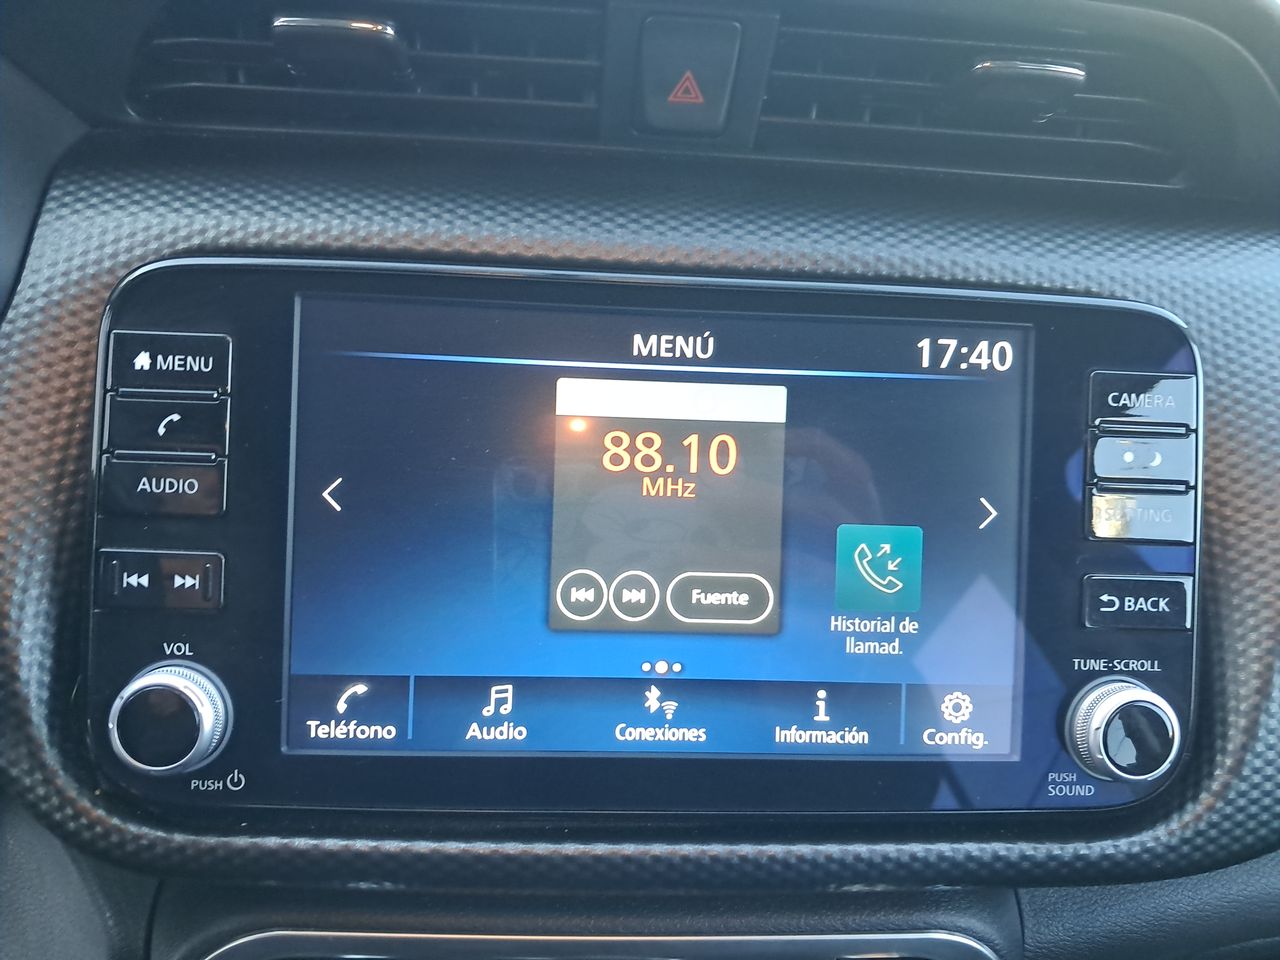 MENÚ
17:40
MENU
AUDIO
VOL
PUSH
88.10
MHz
Fuente
Historial de
llamad.
Teléfono
Audio
Conexiones
Información
Config.
CAMERA
BACK
TUNE-SCROLL
PUSH
SOUND